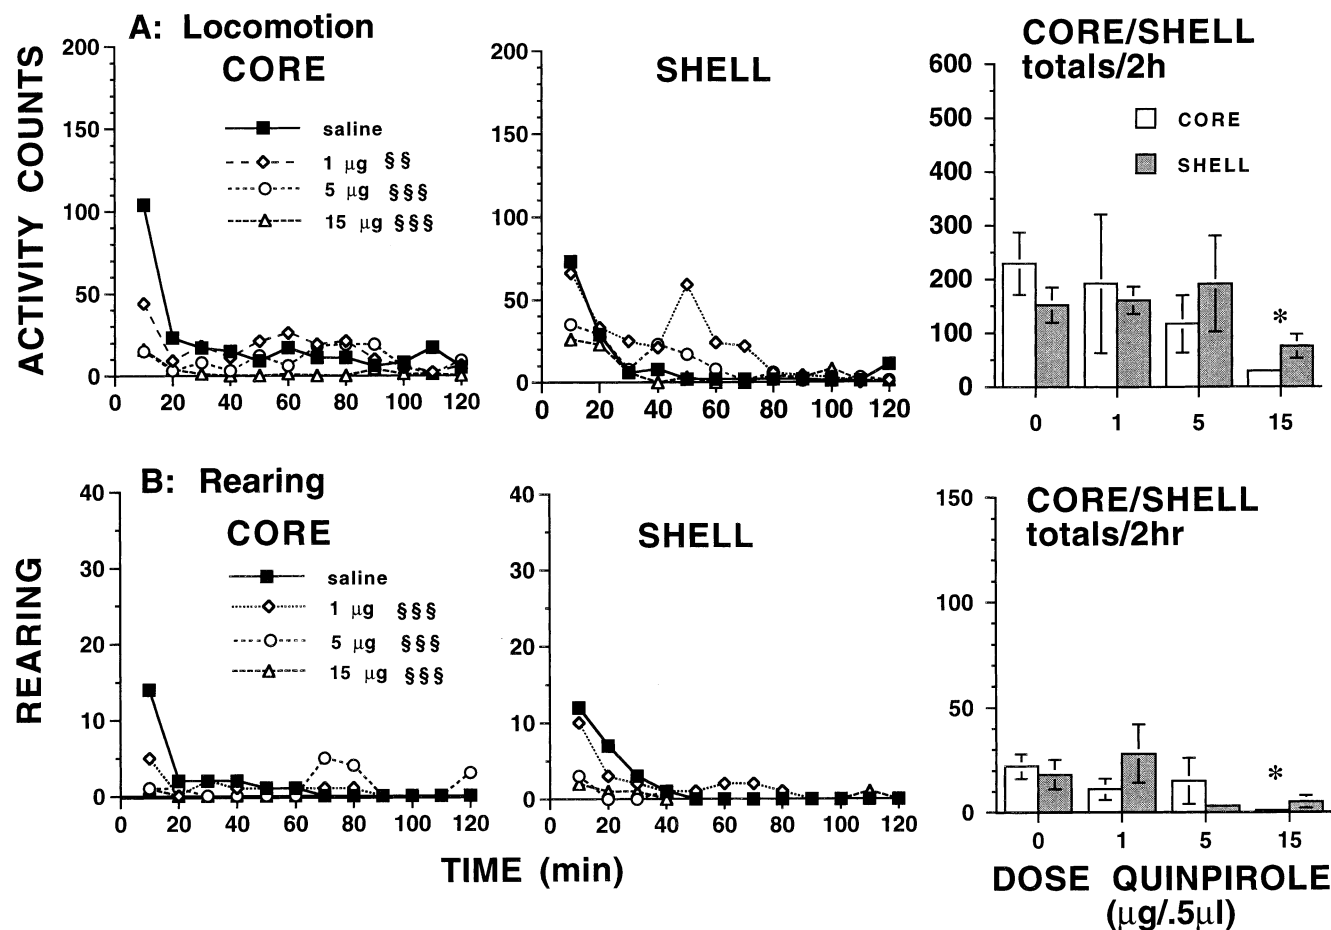 A: Locomotion
CORE
ACTIVITY COUNTS
200
150
100
50
0
saline
1 µg §§
5 µg §§§
15 µg §§§
0 20 40 60 80 100 120
SHELL
200
150
100
50
0
0 20 40 60 80 100 120
CORE/SHELL
totals/2h
600
500
400
300
200
100
0
CORE
SHELL
*
0 1 5 15
B: Rearing
CORE
REARING
40
30
20
10
0
saline
1 µg §§§
5 µg §§§
15 µg §§§
0 20 40 60 80 100 120
SHELL
40
30
20
10
0
0 20 40 60 80 100 120
TIME (min)
CORE/SHELL
totals/2hr
150
100
50
0
*
0 1 5 15
DOSE QUINPIROLE
(µg/.5µl)